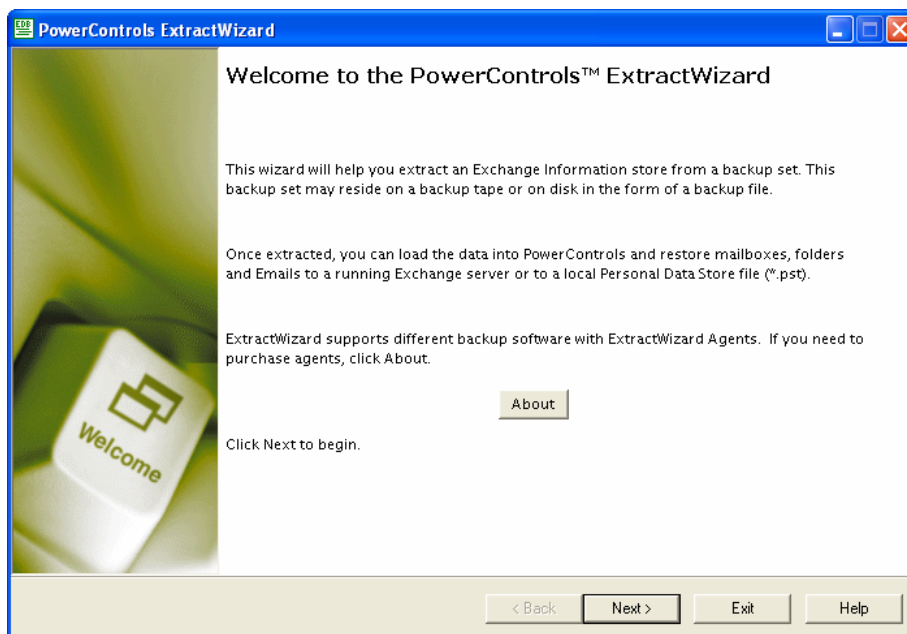 EDB
PowerControls ExtractWizard
Welcome to the PowerControls™ ExtractWizard
This wizard will help you extract an Exchange Information store from a backup set. This
backup set may reside on a backup tape or on disk in the form of a backup file.
Once extracted, you can load the data into PowerControls and restore mailboxes, folders
and Emails to a running Exchange server or to a local Personal Data Store file (*.pst).
ExtractWizard supports different backup software with ExtractWizard Agents. If you need to
purchase agents, click About.
About
Click Next to begin.
Welcome
< Back
Next >
Exit
Help